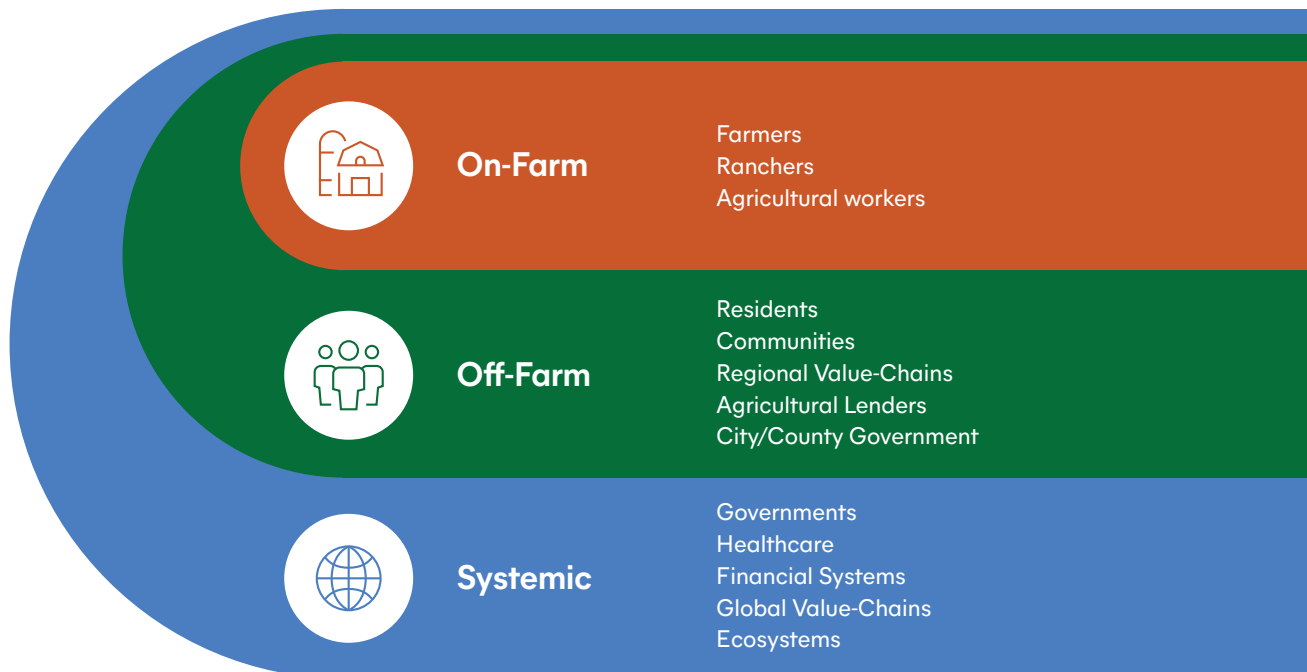 On-Farm
Farmers
Ranchers
Agricultural workers
Off-Farm
Residents
Communities
Regional Value-Chains
Agricultural Lenders
City/County Government
Systemic
Governments
Healthcare
Financial Systems
Global Value-Chains
Ecosystems